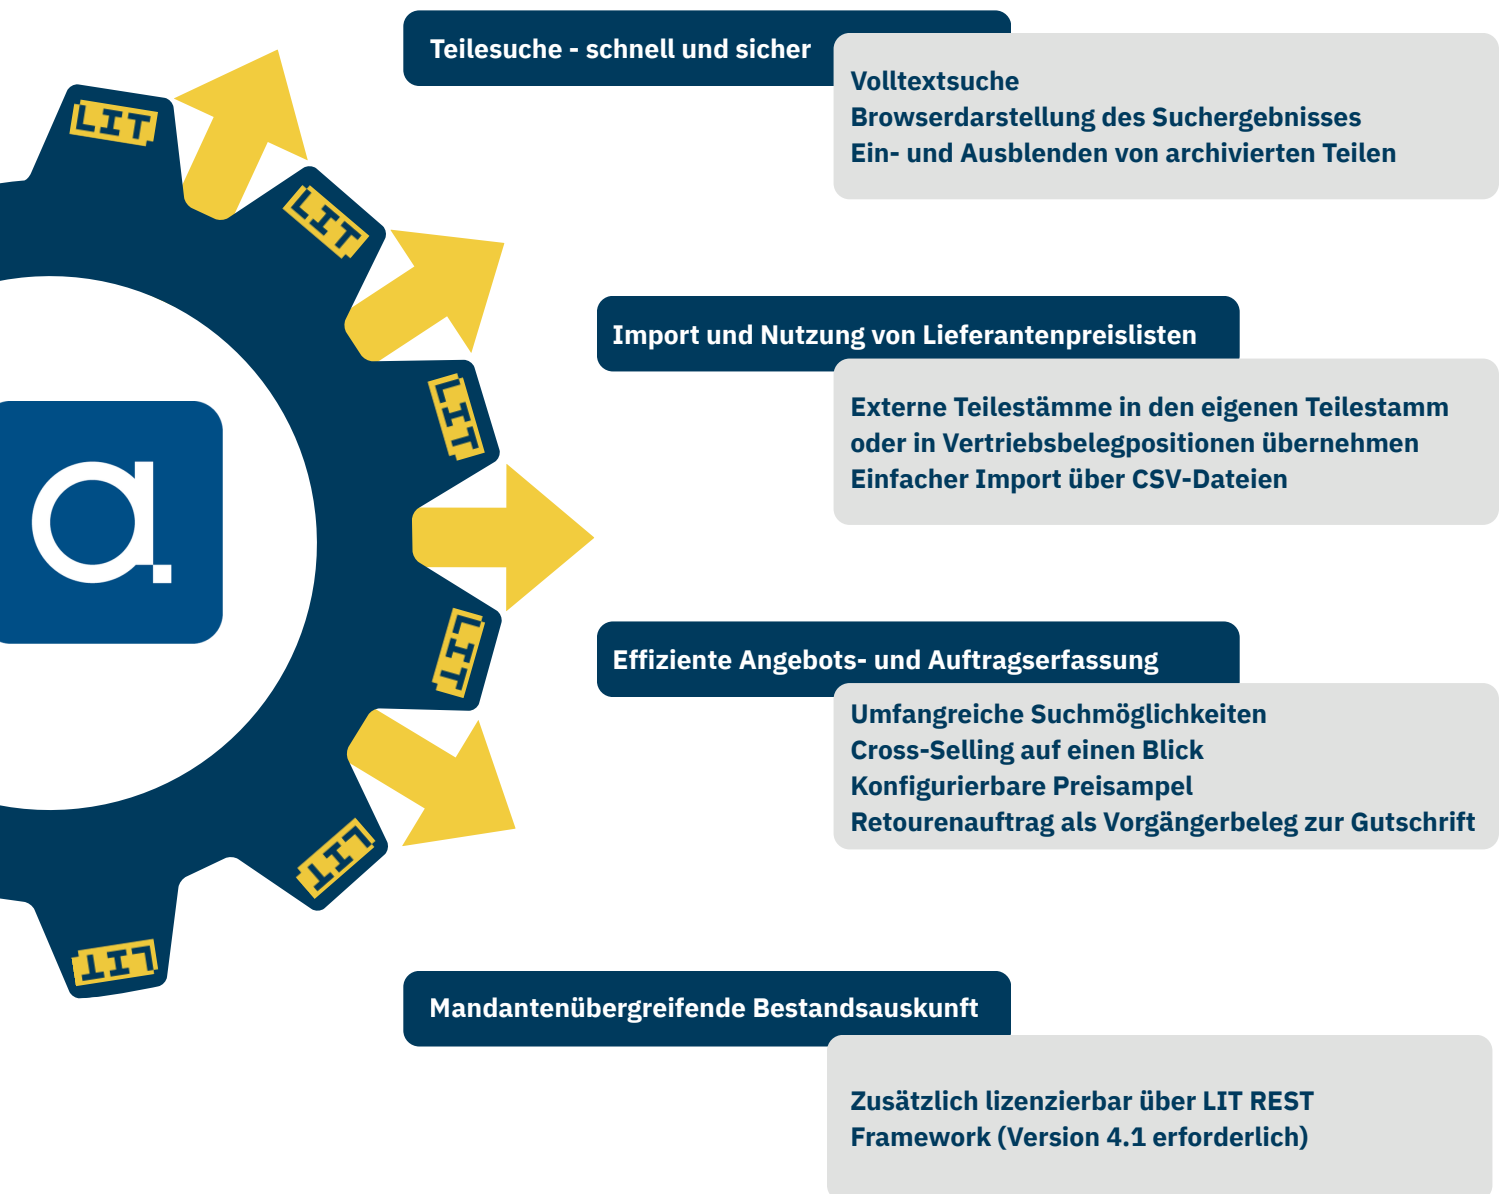 Teilesuche - schnell und sicher
Volltextsuche
Browserdarstellung des Suchergebnisses
Ein- und Ausblenden von archivierten Teilen
Import und Nutzung von Lieferantenpreislisten
Externe Teilestämme in den eigenen Teilestamm
oder in Vertriebsbelegpositionen übernehmen
Einfacher Import über CSV-Dateien
Effiziente Angebots- und Auftragserfassung
Umfangreiche Suchmöglichkeiten
Cross-Selling auf einen Blick
Konfigurierbare Preisampel
Retourenauftrag als Vorgängerbeleg zur Gutschrift
Mandantenübergreifende Bestandsauskunft
Zusätzlich lizenzierbar über LIT REST
Framework (Version 4.1 erforderlich)
LIT
LIT
LIT
LIT
LIT
LIT
a.